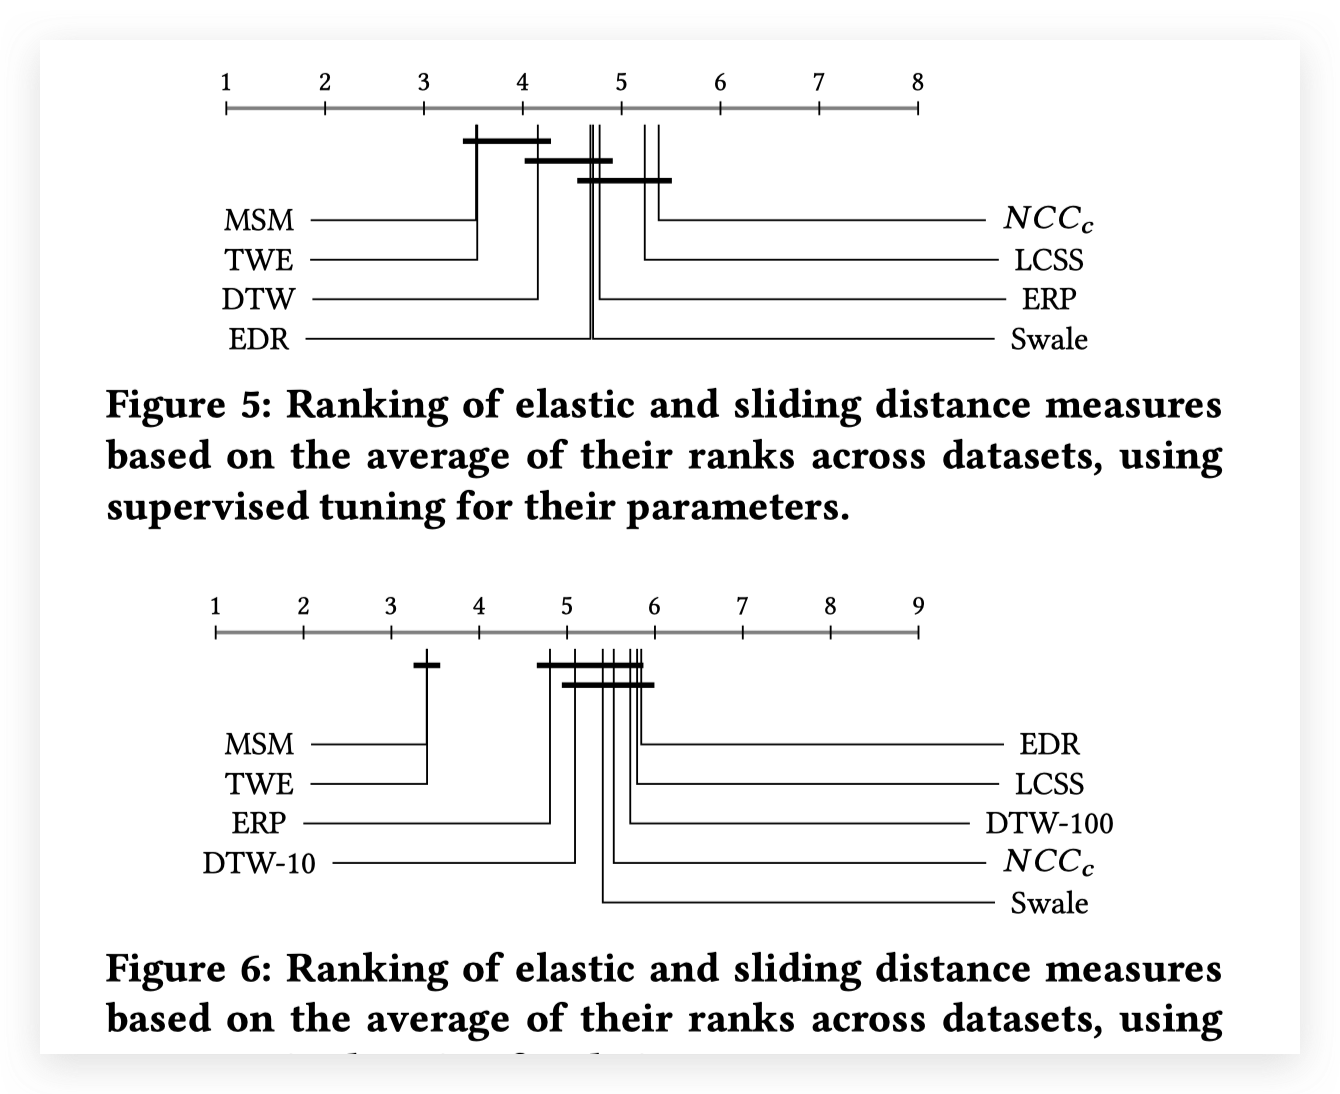 1 2 3 4 5 6 7 8
MSM NCCc
TWE LCSS
DTW ERP
EDR Swale
Figure 5: Ranking of elastic and sliding distance measures
based on the average of their ranks across datasets, using
supervised tuning for their parameters.
1 2 3 4 5 6 7 8 9
MSM EDR
TWE LCSS
ERP DTW-100
DTW-10 NCCc
Swale
Figure 6: Ranking of elastic and sliding distance measures
based on the average of their ranks across datasets, using